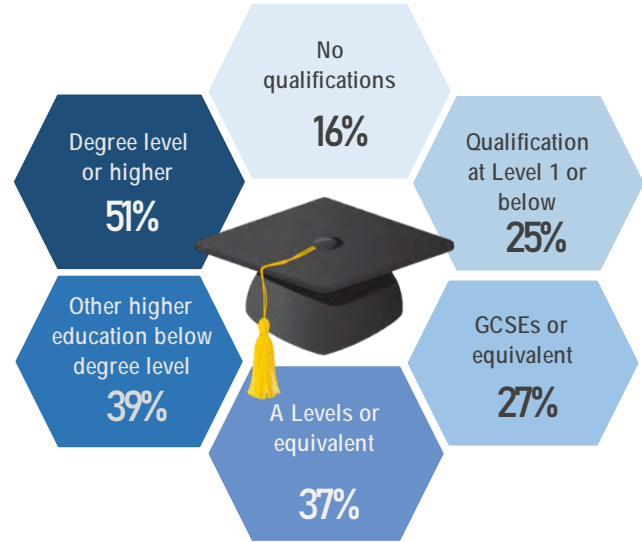 No
qualifications
16%
Qualification
at Level 1 or
below
25%
GCSEs or
equivalent
27%
A Levels or
equivalent
37%
Other higher
education below
degree level
39%
Degree level
or higher
51%